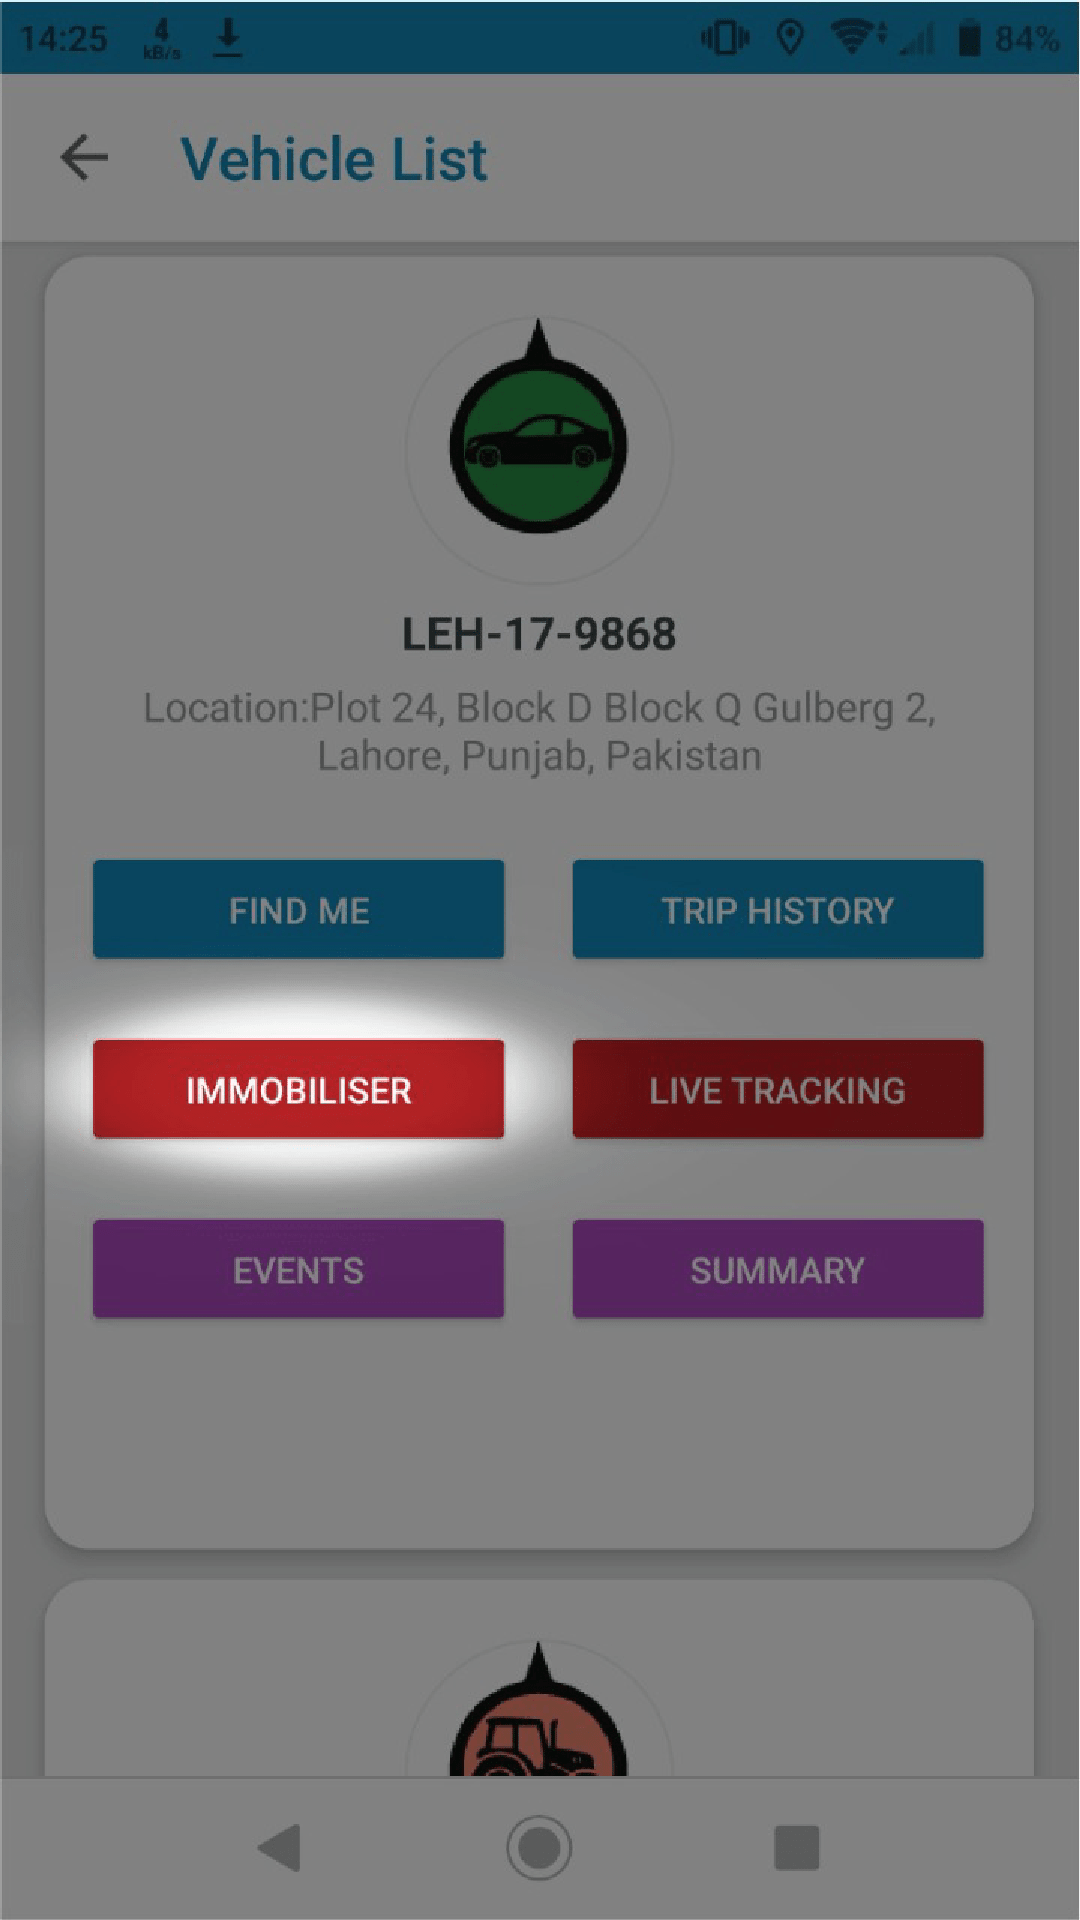 14:25 4 84%
kB/s
Vehicle List
LEH-17-9868
Location:Plot 24, Block D Block Q Gulberg 2,
Lahore, Punjab, Pakistan
FIND ME TRIP HISTORY
IMMOBILISER LIVE TRACKING
EVENTS SUMMARY